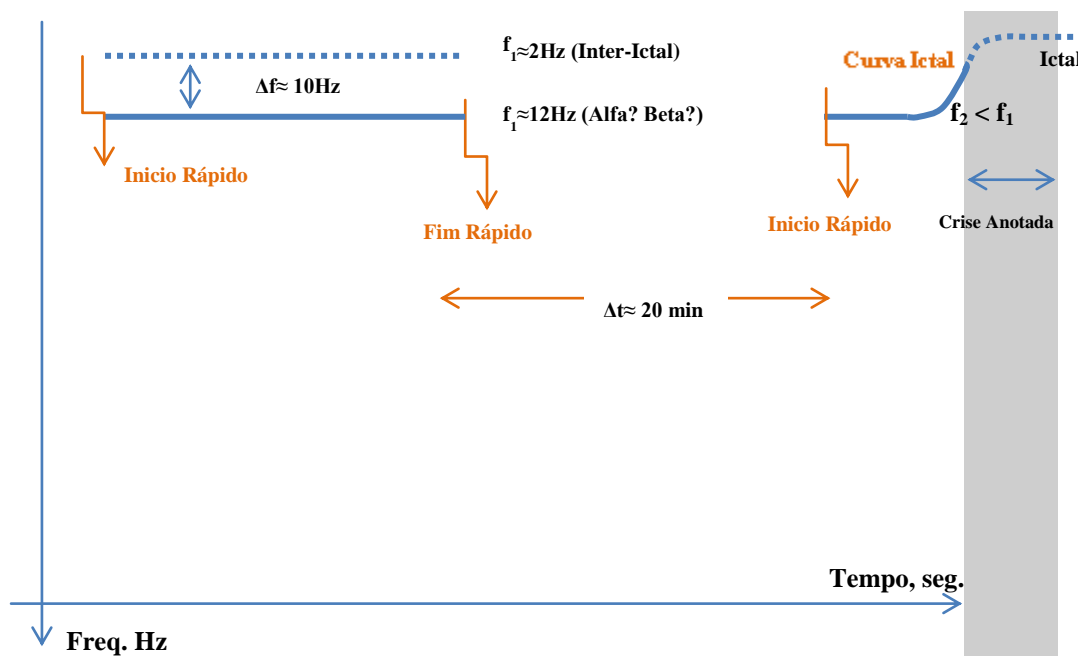 f₁≈2Hz (Inter-Ictal)
Curva Ictal
Ictal
Δf≈ 10Hz
f₁≈12Hz (Alfa? Beta?)
f₂ < f₁
Inicio Rápido
Fim Rápido
Inicio Rápido
Crise Anotada
Δt≈ 20 min
Tempo, seg.
Freq. Hz